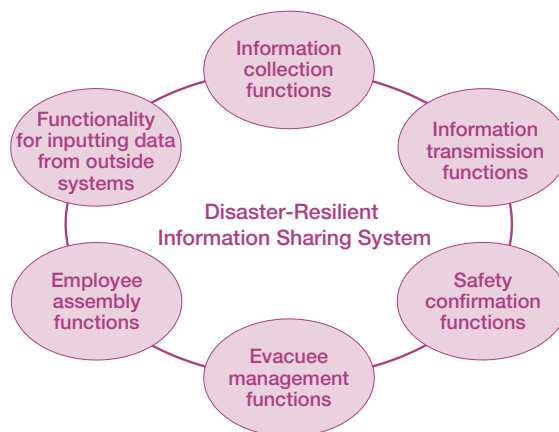 Information
collection
functions
Functionality
for inputting data
from outside
systems
Information
transmission
functions
Disaster-Resilient
Information Sharing System
Employee
assembly
functions
Safety
confirmation
functions
Evacuee
management
functions